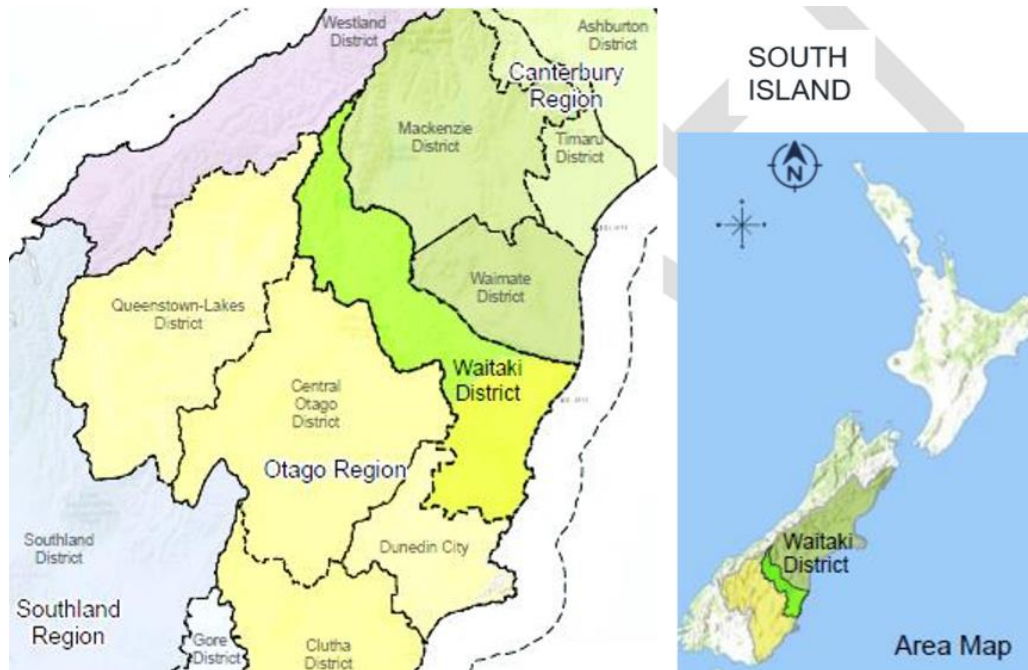 Westland
District
Ashburton
District
Canterbury
Region
Mackenzie
District
Timaru
District
Waimate
District
Queenstown-Lakes
District
Waitaki
District
Central
Otago
District
Otago Region
Southland
District
Dunedin City
Southland
Region
Gore
District
Clutha
District
SOUTH
ISLAND
N
Waitaki
District
Area Map